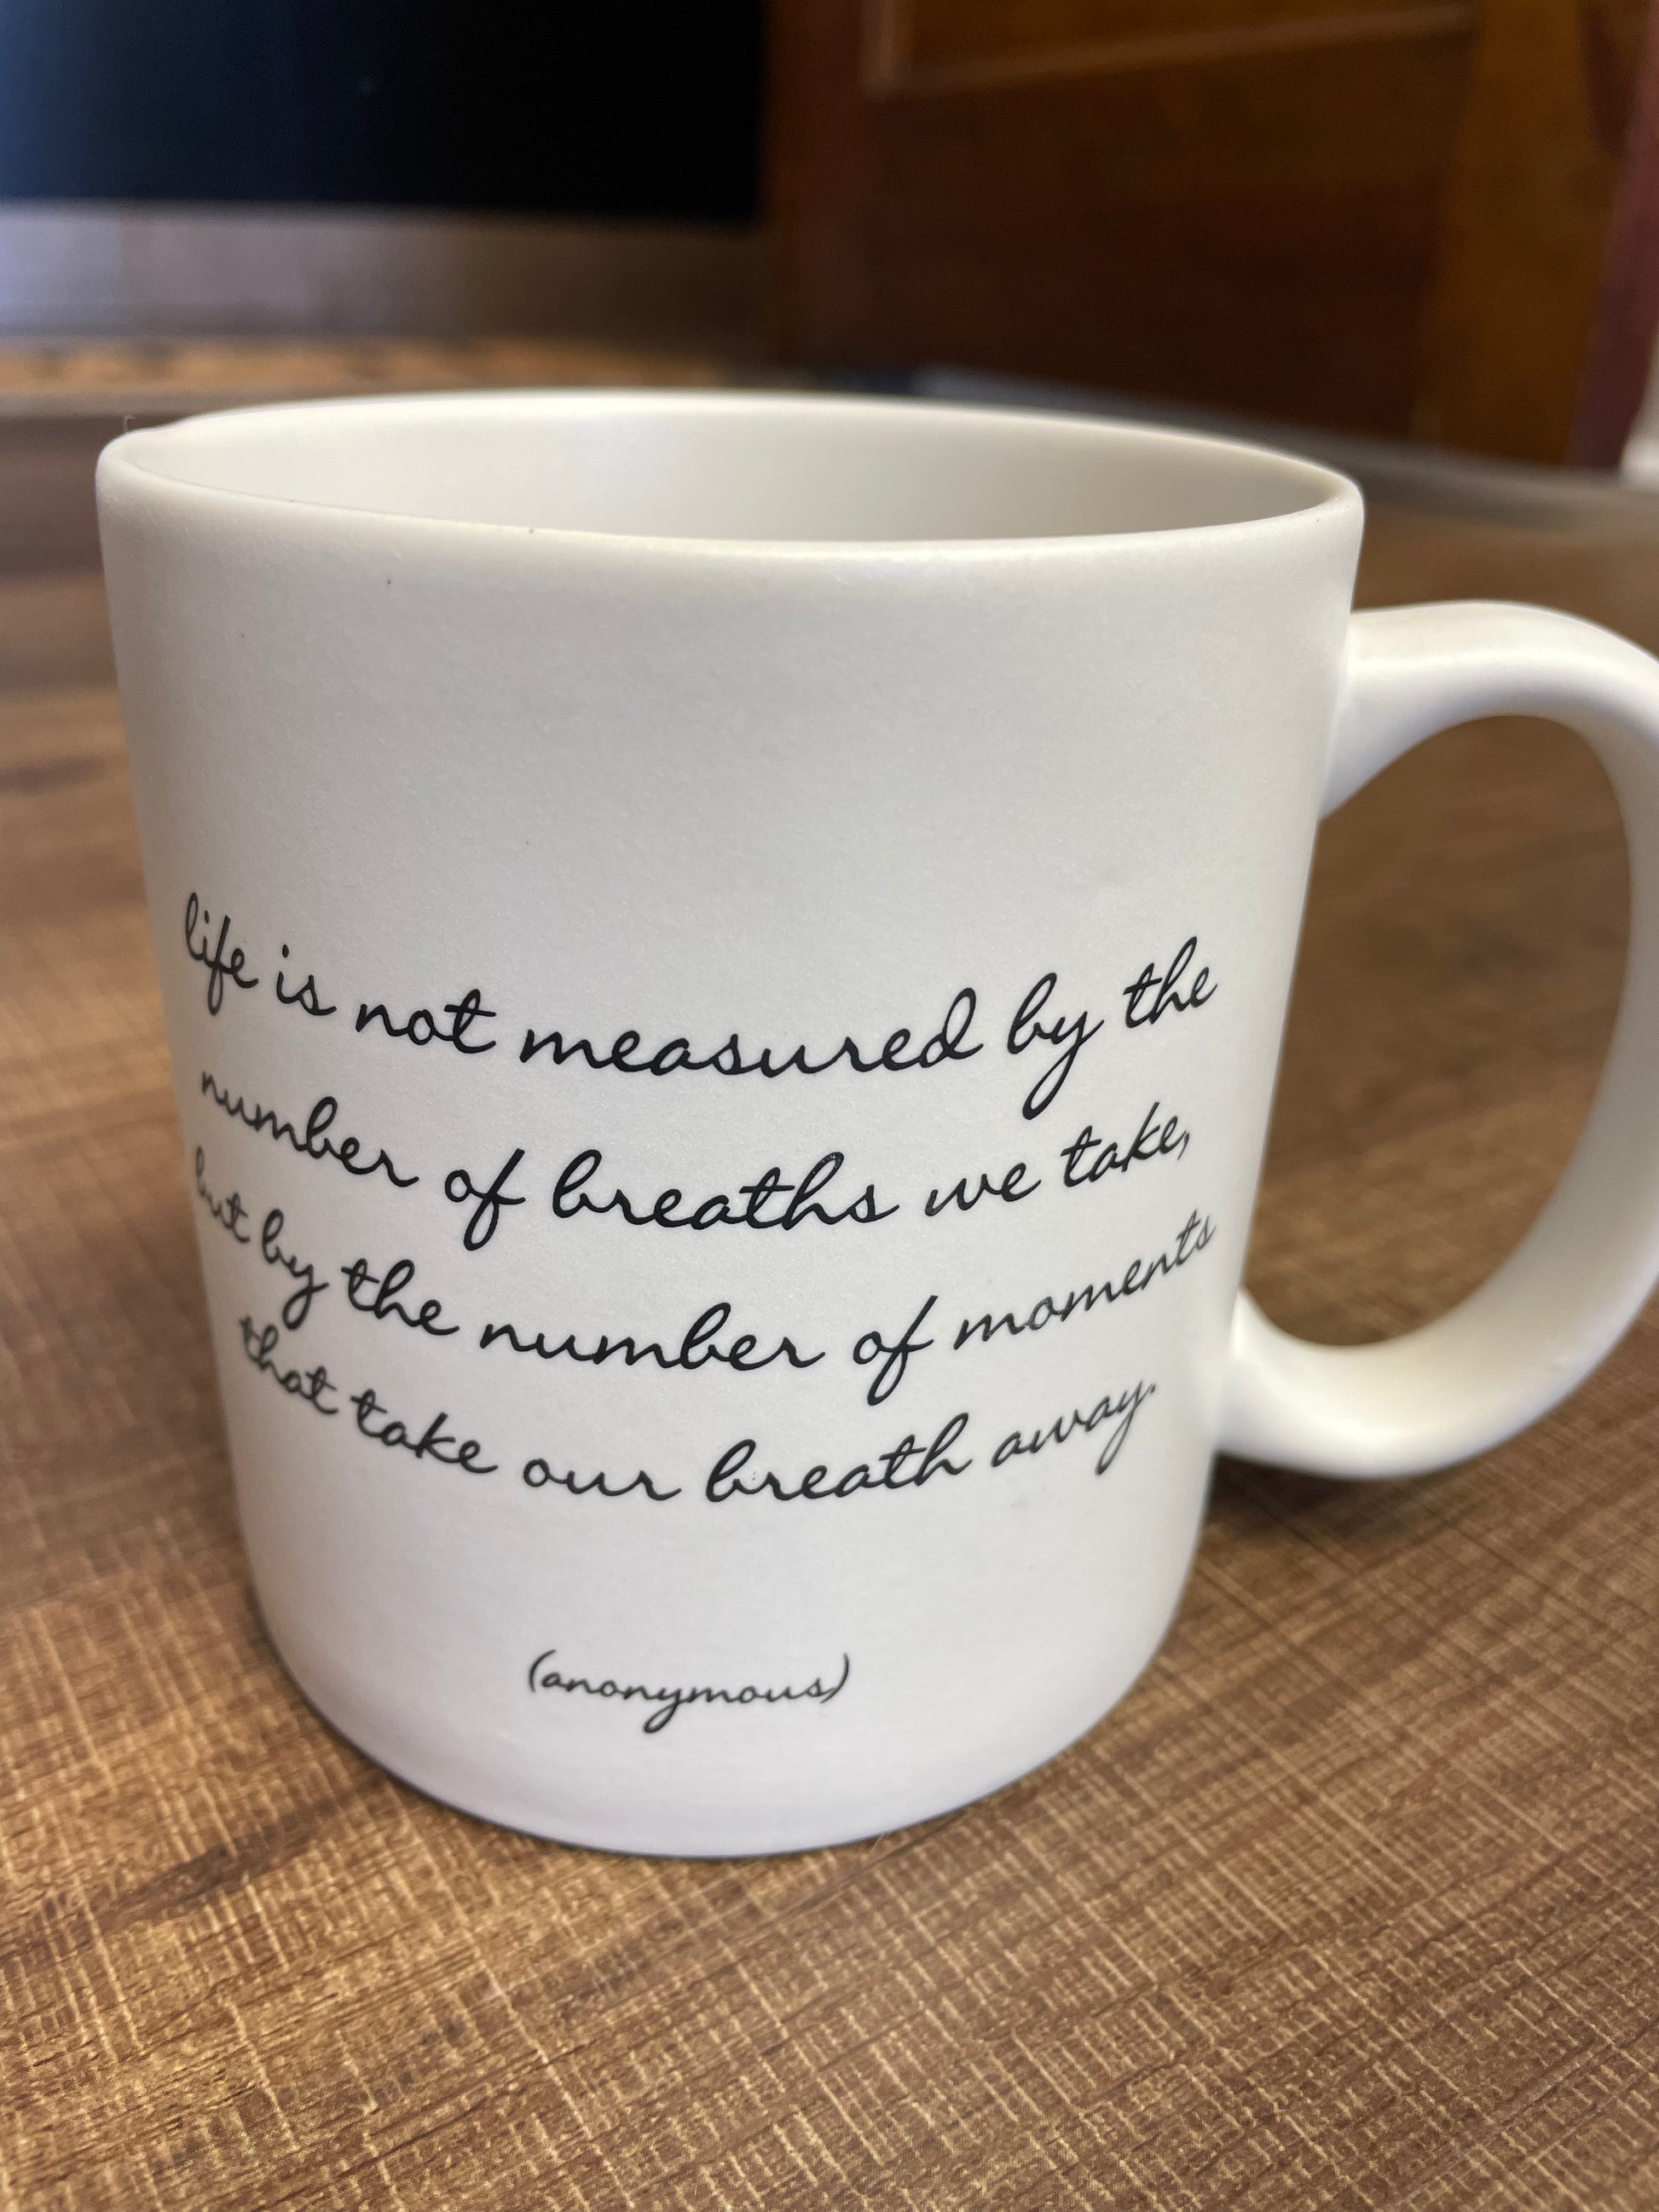 life is not measured by the
number of breaths we take,
but by the number of moments
that take our breath away.
(anonymous)